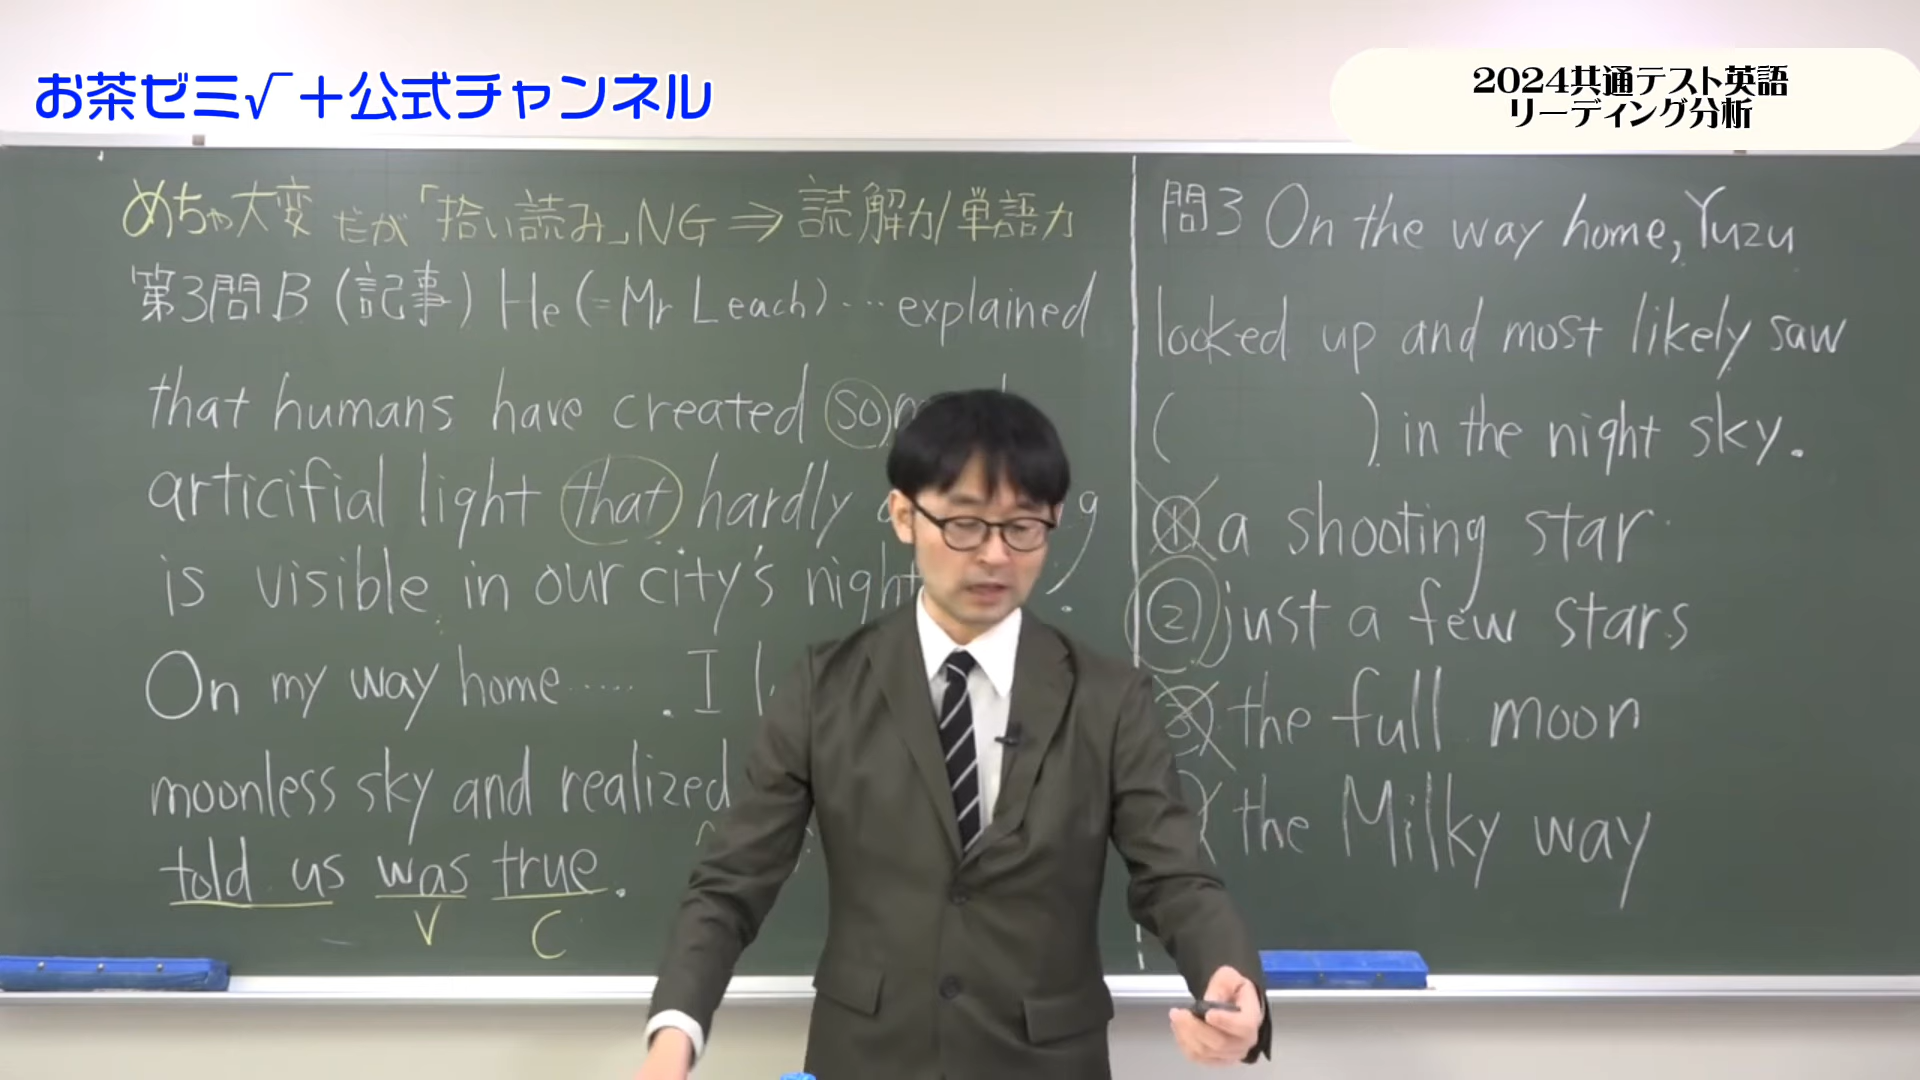 お茶ゼミ√＋公式チャンネル
2024共通テスト英語
リーディング分析
めちゃ大変 だが「拾い読み」NG ⇒ 読解力/単語力
第3問B (記事) He (=Mr Leach) … explained
that humans have created so
articifial light that hardly
is visible in our city's night
On my way home ...... . I
moonless sky and realized
told us was true.
V C
問3 On the way home, Yuzu
looked up and most likely saw
( ) in the night sky.
① a shooting star
② just a few stars
③ the full moon
the Milky way